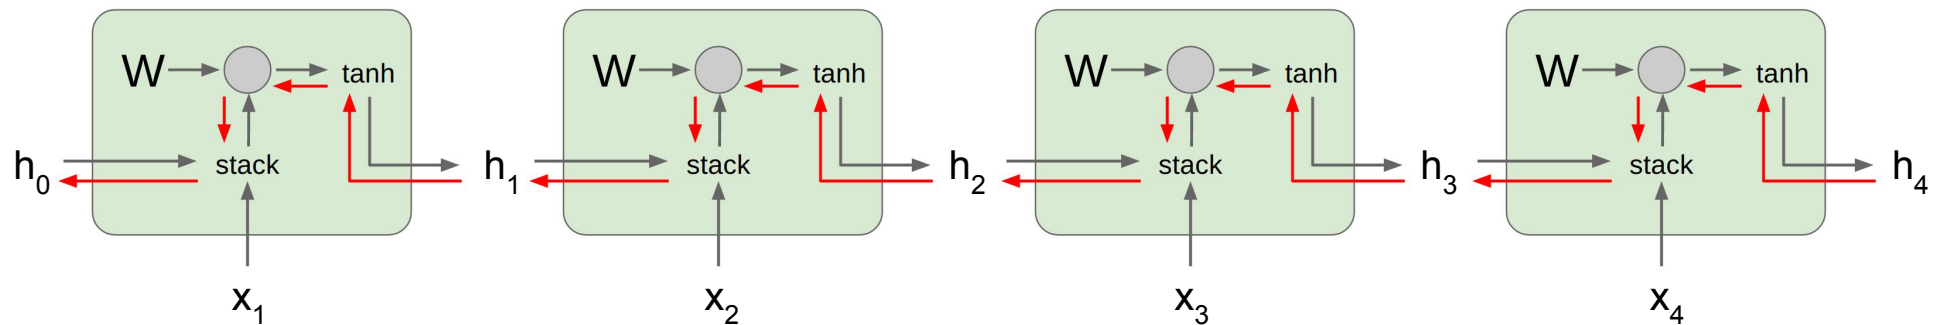 W tanh W tanh W tanh W tanh
h0 stack h1 stack h2 stack h3 stack h4
x1 x2 x3 x4